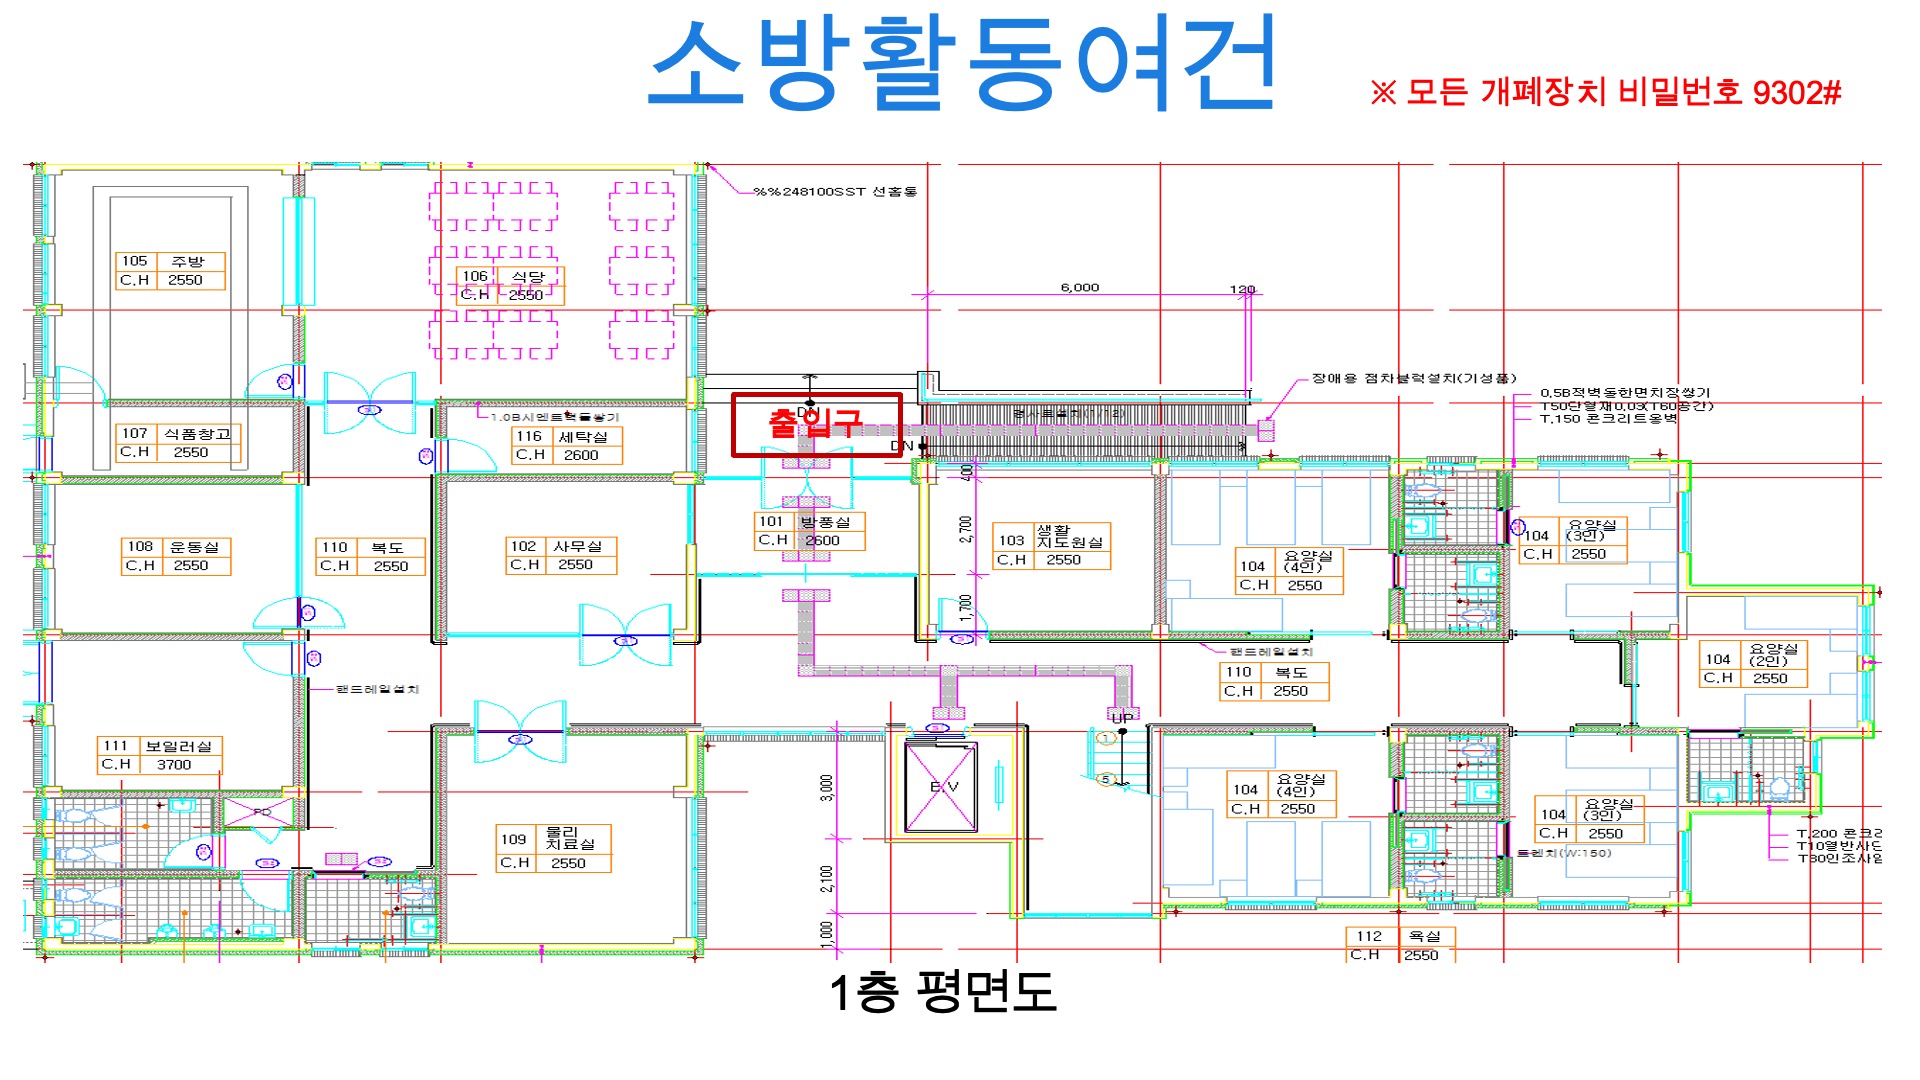 소방활동여건
※ 모든 개폐장치 비밀번호 9302#
%%248100SST 선홈통
105 주방
C.H 2550
106 식당
C.H 2550
6,000
120
장애용 점자블럭설치(기성품)
0.5B적벽돌한면치장쌓기
T50단열재0.03(T60공간)
T.150 콘크리트옹벽
1.0B시멘트벽돌쌓기
DN
출입구
경사로설치(1/12)
DN
107 식품창고
C.H 2550
116 세탁실
C.H 2600
400
101 방풍실
C.H 2600
2,700
103 생활
지도원실
C.H 2550
104 요양실
(3인)
C.H 2550
108 운동실
C.H 2550
110 복도
C.H 2550
102 사무실
C.H 2550
104 요양실
(4인)
C.H 2550
1,700
핸드레일설치
110 복도
C.H 2550
104 요양실
(2인)
C.H 2550
핸드레일설치
UP
1
5
111 보일러실
C.H 3700
3,000
E.V
104 요양실
(4인)
C.H 2550
104 요양실
(3인)
C.H 2550
PD
109 물리
치료실
C.H 2550
트렌치(W:150)
T.200 콘크리
T10열반사단
T30인조사암
2,100
1,000
112 욕실
C.H 2550
1층 평면도